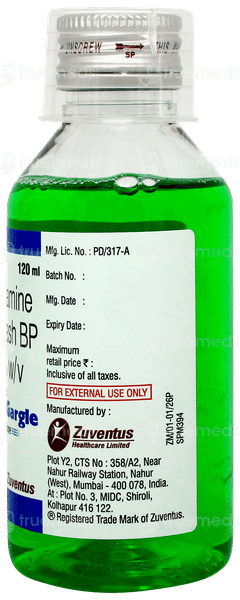 UNSCREW
SP
THIS
120 ml
amine
ash BP
w/v
Gargle
Zuventus
Mfg. Lic. No. : PD/317-A
Batch No. :
Mfg. Date :
Expiry Date :
Maximum
retail price ₹ :
Inclusive of all taxes.
FOR EXTERNAL USE ONLY
Manufactured by :
Zuventus
Healthcare Limited
Plot Y2, CTS No : 358/A2, Near
Nahur Railway Station, Nahur
(West), Mumbai - 400 078, India.
At : Plot No. 3, MIDC, Shiroli,
Kolhapur 416 122.
® Registered Trade Mark of Zuventus.
ZM/01-01/26P
SPM394